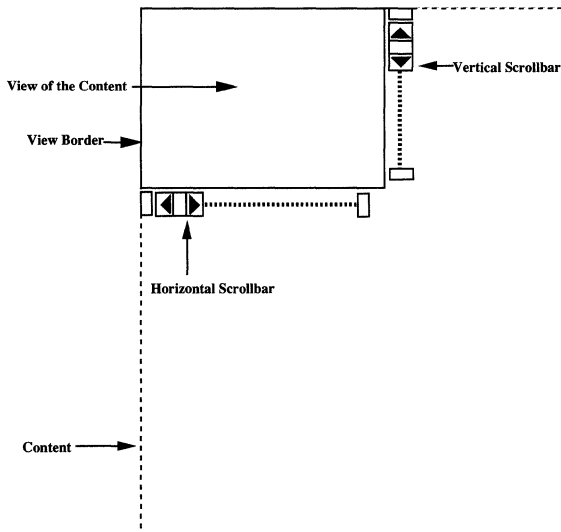 View of the Content
Vertical Scrollbar
View Border
Horizontal Scrollbar
Content